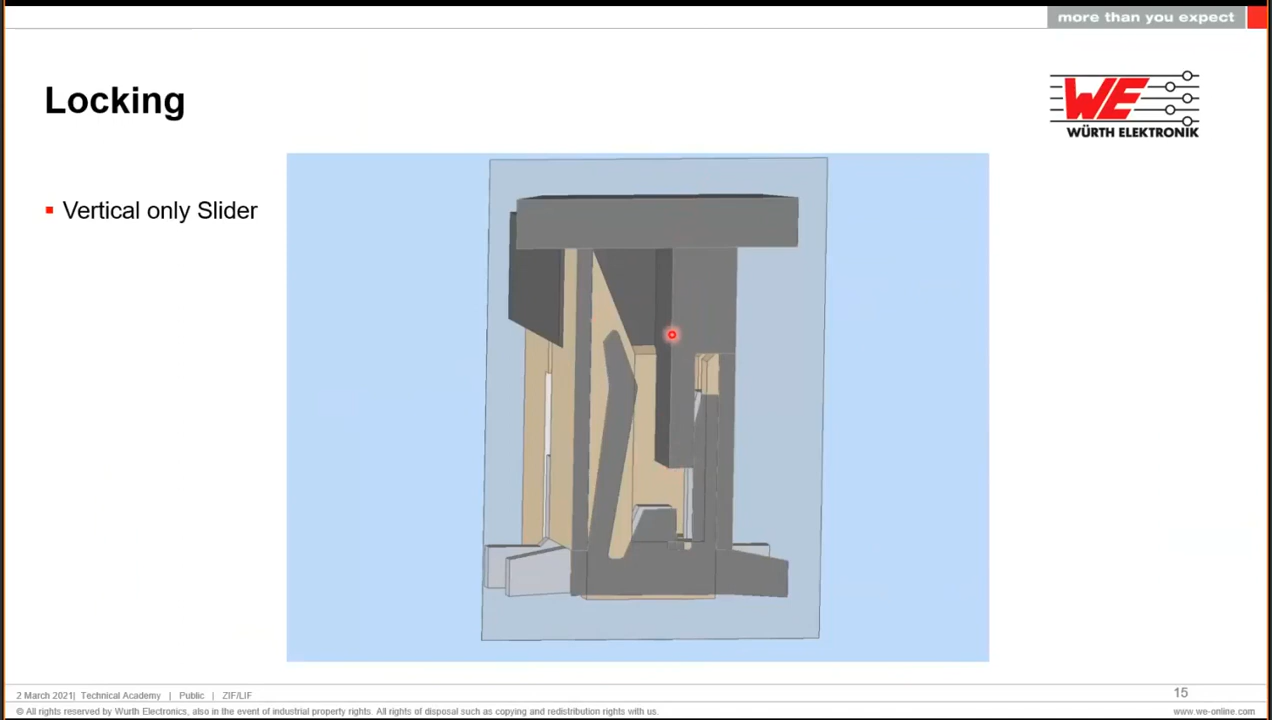 more than you expect
Locking
WE
WÜRTH ELEKTRONIK
Vertical only Slider
2 March 2021| Technical Academy | Public | ZIF/LIF
15
© All rights reserved by Wurth Electronics, also in the event of industrial property rights. All rights of disposal such as copying and redistribution rights with us.
www.we-online.com